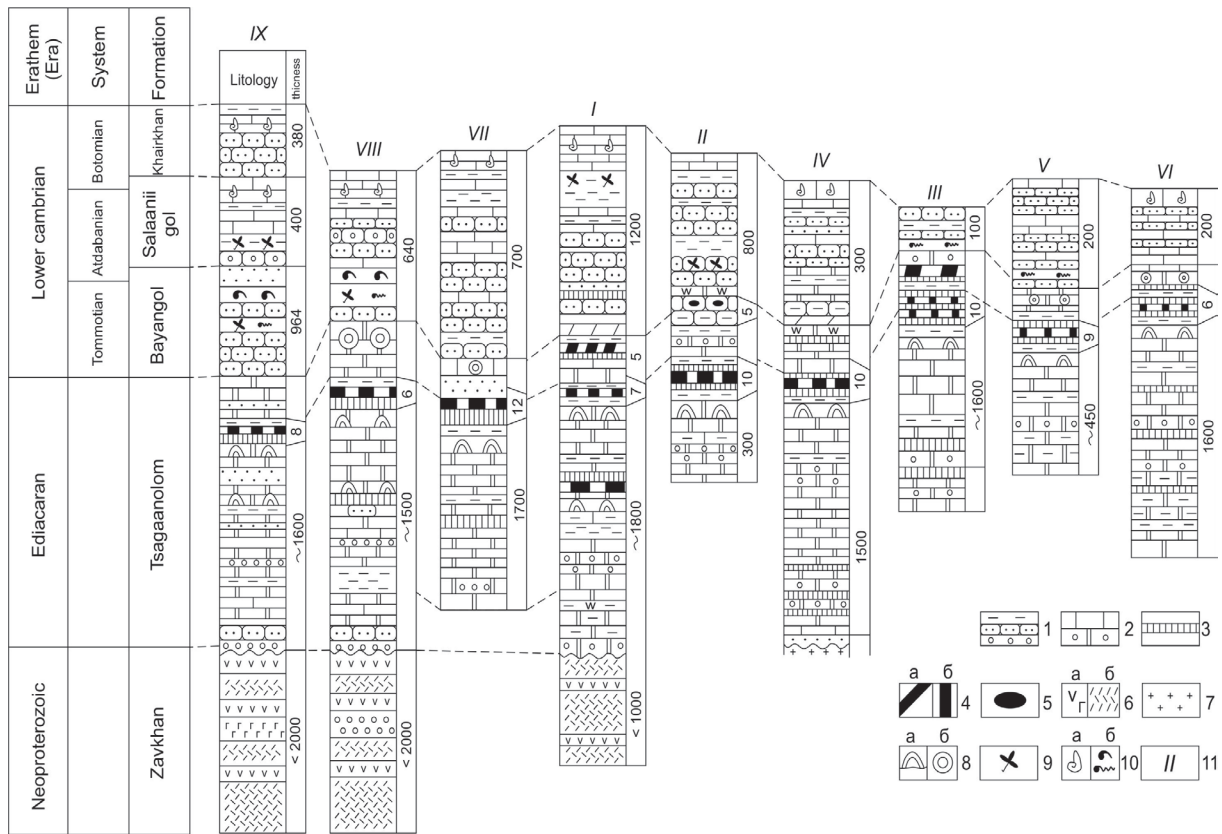 Erathem
(Era)
System
Formation
Lower cambrian
Botomian
Atdabanian
Tommotian
Khairkhan
Salaanii
gol
Bayangol
Ediacaran
Tsagaanolom
Neoproterozoic
Zavkhan
IX
Litology
thicness
380
400
964
8
~1600
< 2000
VIII
640
6
~1500
< 2000
VII
700
12
1700
I
1200
5
7
~1800
< 1000
w
II
800
5
10
300
w w
IV
300
10
1500
w w
III
100
10
~1600
V
200
9
~450
VI
200
6
1600
1
2
3
а б
4
5
а б
v
г
6
7
а б
8
9
а б
10
II
11